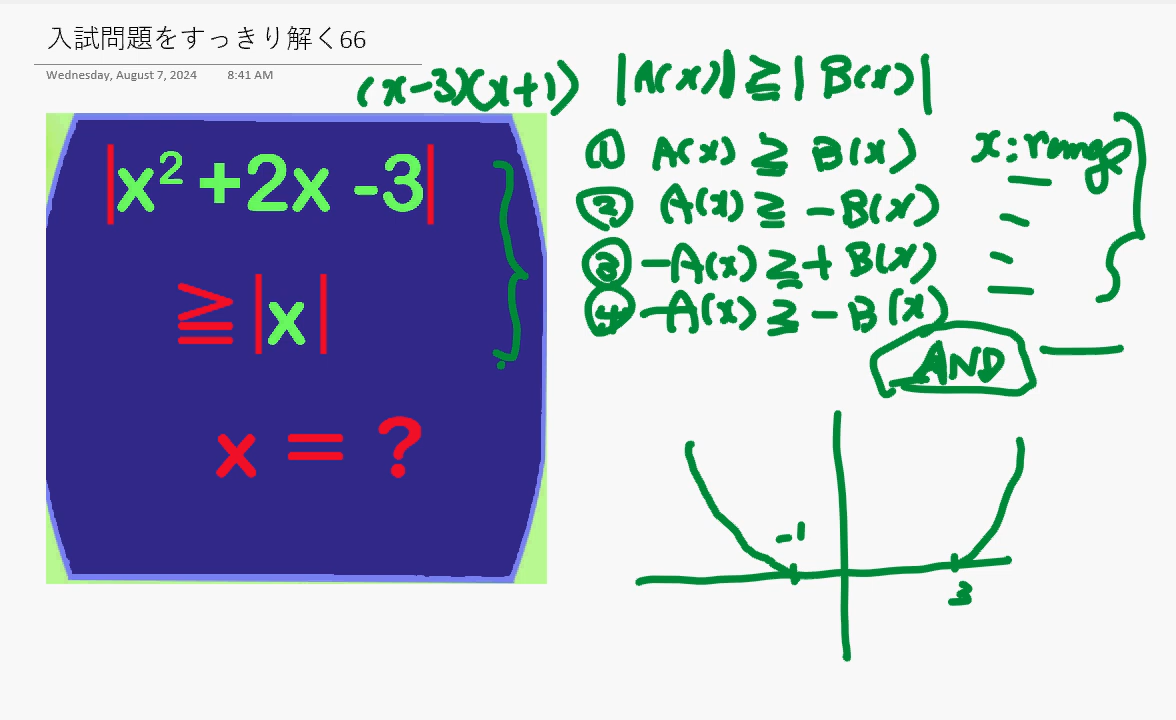 入試問題をすっきり解く66
Wednesday, August 7, 2024 8:41 AM
(x-3)(x+1)
|A(x)| ≧ |B(x)|
|x² +2x -3|
≧|x|
x = ?
① A(x) ≧ B(x) x:range
② A(x) ≧ -B(x)
③ -A(x) ≧ +B(x)
④ -A(x) ≧ -B(x)
AND
-1
3